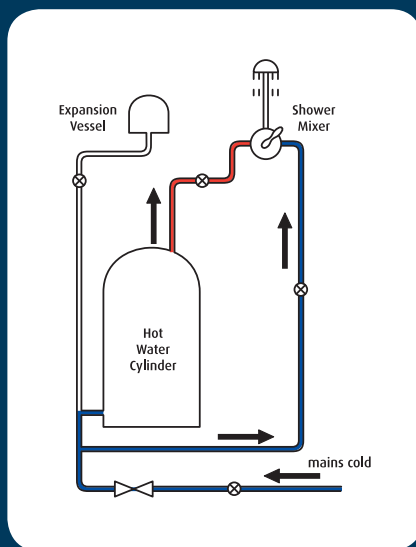 Expansion
Vessel
Shower
Mixer
Hot
Water
Cylinder
mains cold